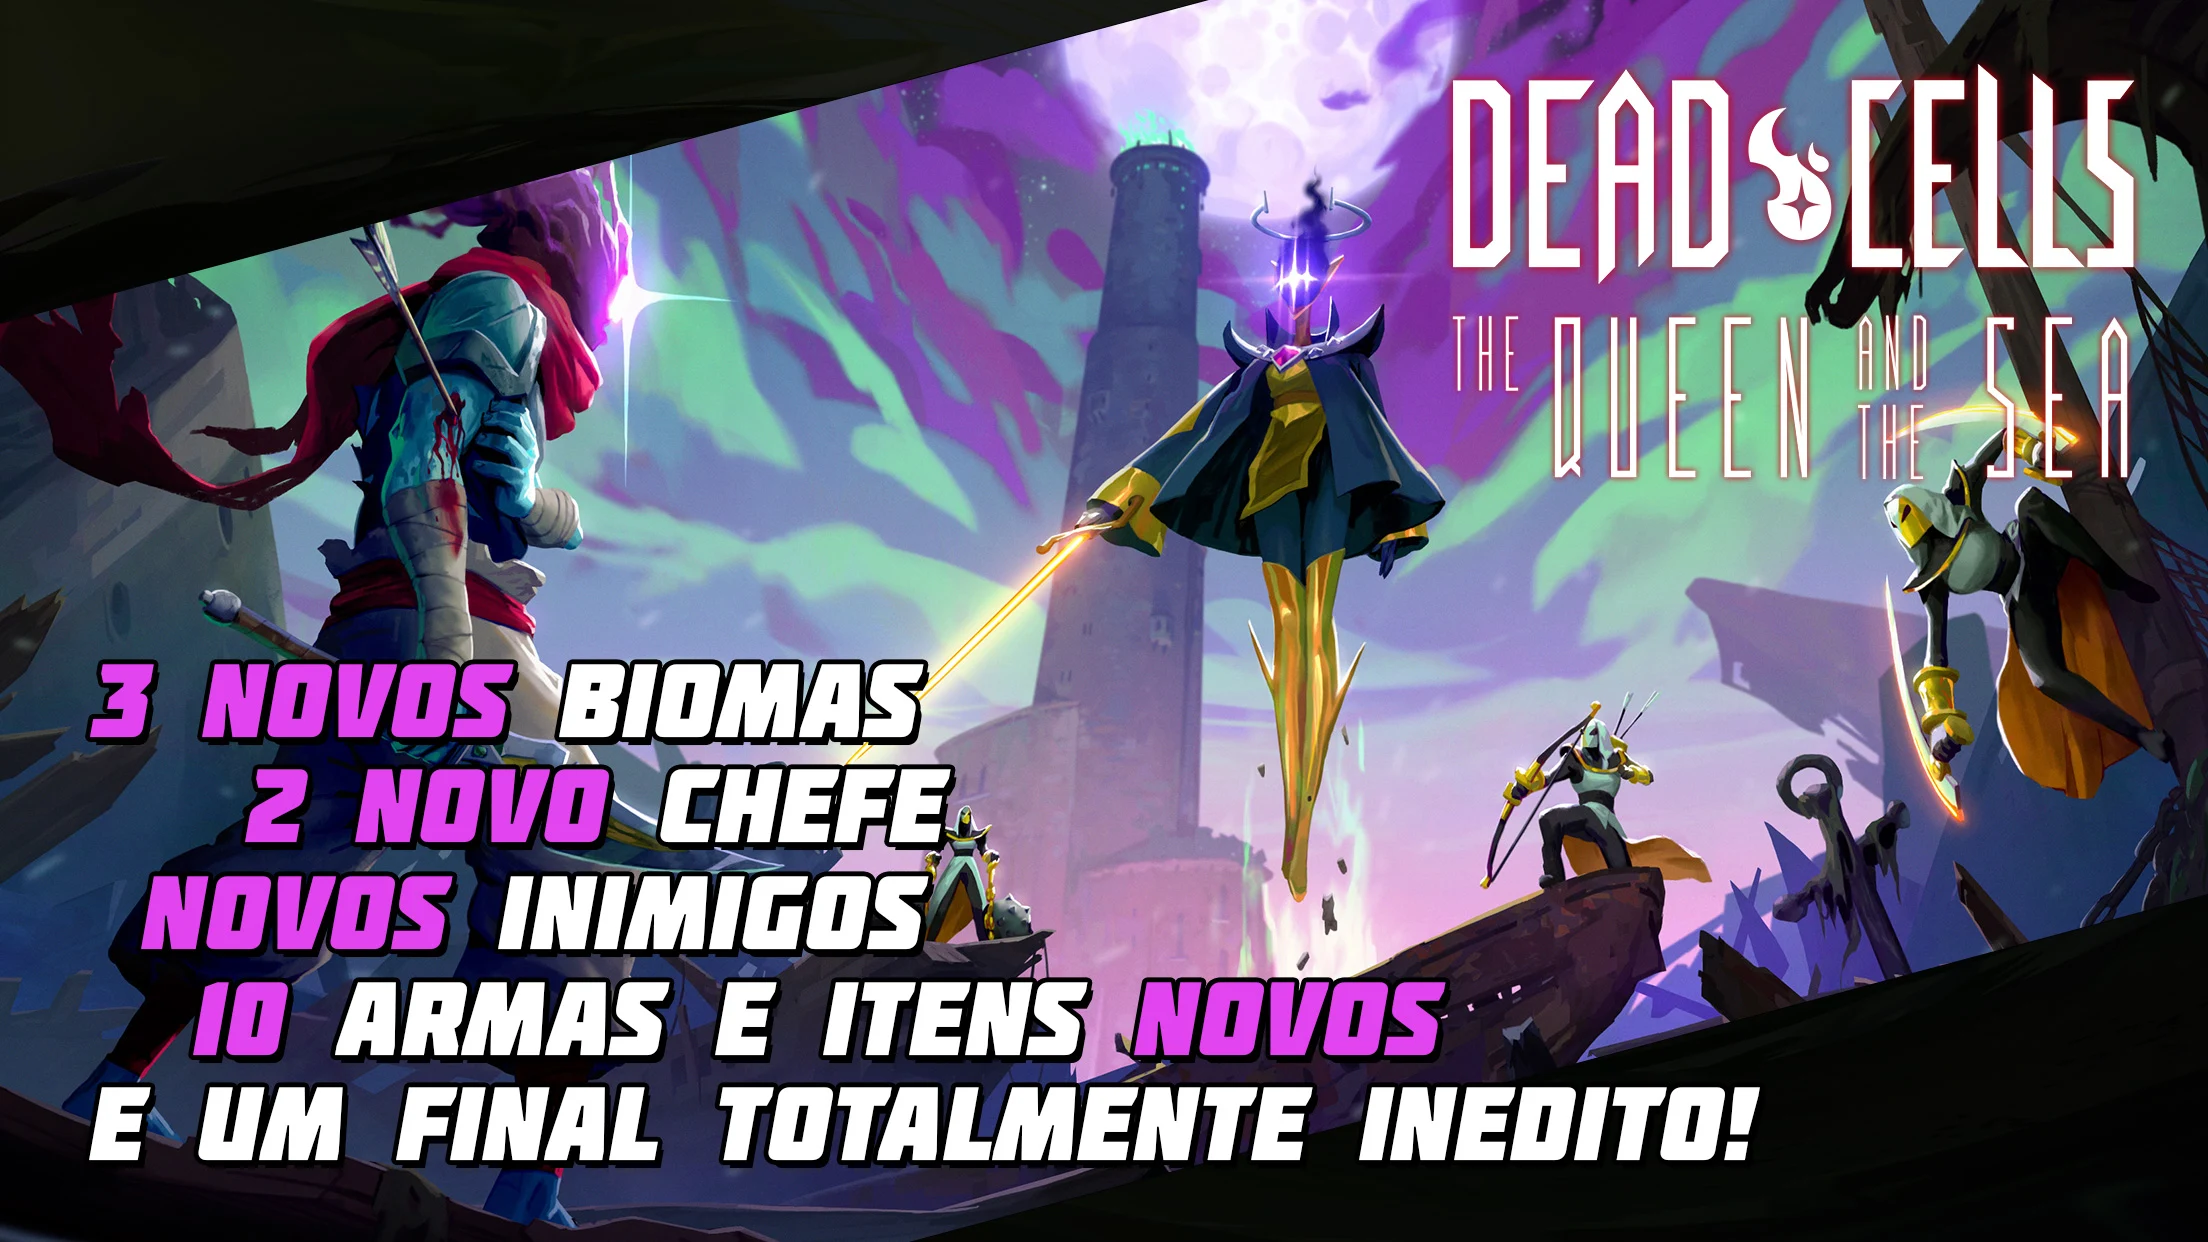 DEAD CELLS
THE QUEEN AND THE SEA
3 NOVOS BIOMAS
2 NOVO CHEFE
NOVOS INIMIGOS
10 ARMAS E ITENS NOVOS
E UM FINAL TOTALMENTE INEDITO!